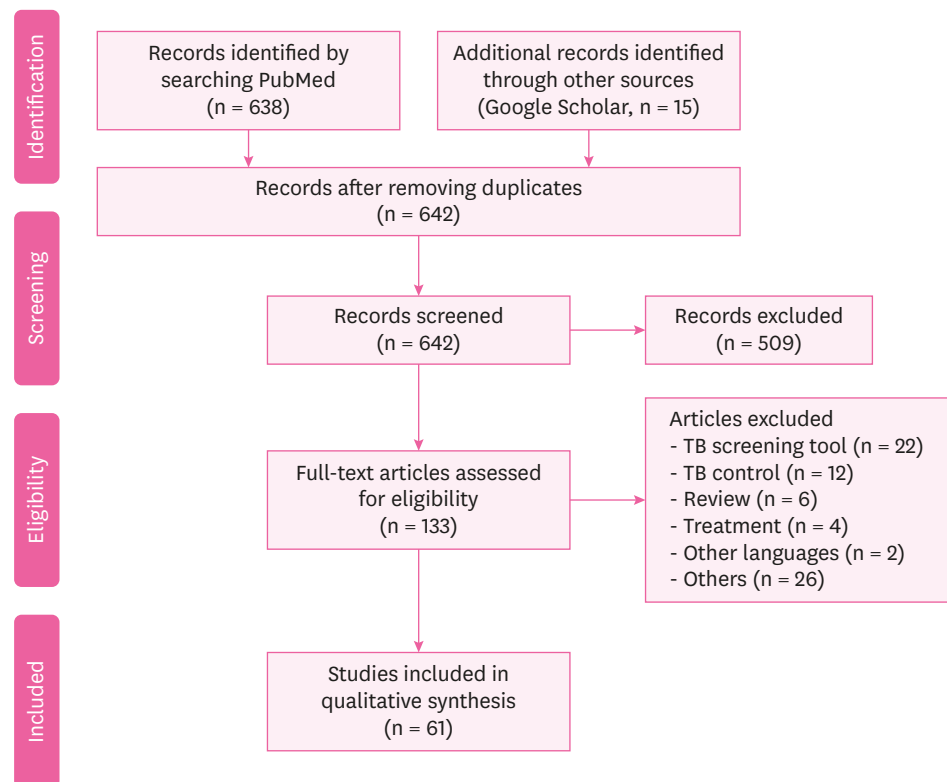 Identification
Records identified by
searching PubMed
(n = 638)
Additional records identified
through other sources
(Google Scholar, n = 15)
Records after removing duplicates
(n = 642)
Screening
Records screened
(n = 642)
Records excluded
(n = 509)
Eligibility
Full-text articles assessed
for eligibility
(n = 133)
Articles excluded
- TB screening tool (n = 22)
- TB control (n = 12)
- Review (n = 6)
- Treatment (n = 4)
- Other languages (n = 2)
- Others (n = 26)
Included
Studies included in
qualitative synthesis
(n = 61)